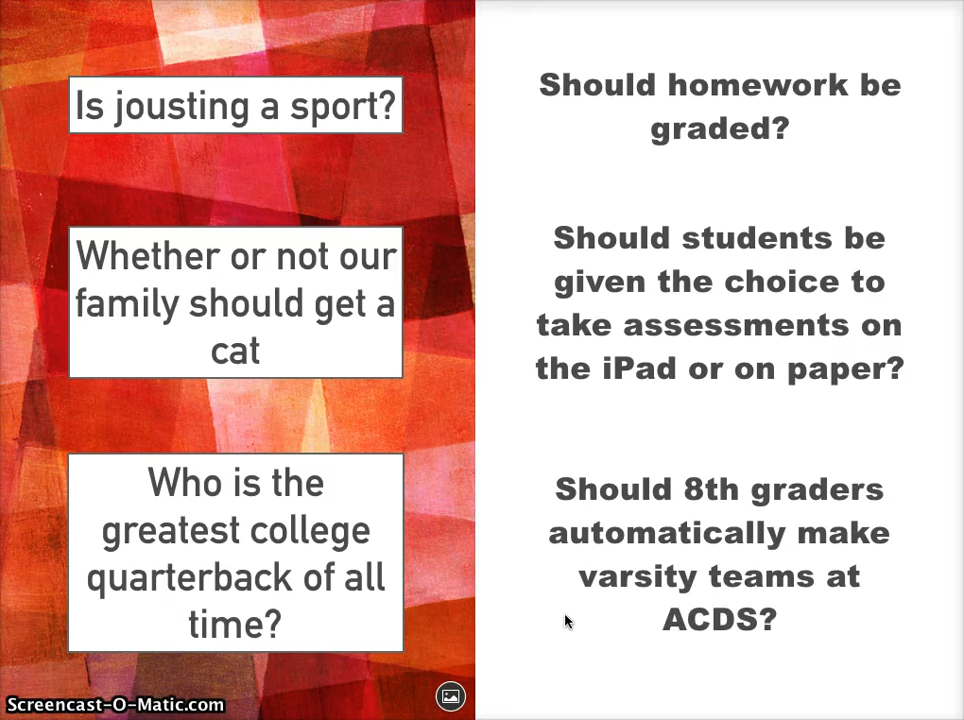 Is jousting a sport?
Whether or not our
family should get a
cat
Who is the
greatest college
quarterback of all
time?
Should homework be
graded?
Should students be
given the choice to
take assessments on
the iPad or on paper?
Should 8th graders
automatically make
varsity teams at
ACDS?
Screencast-O-Matic.com